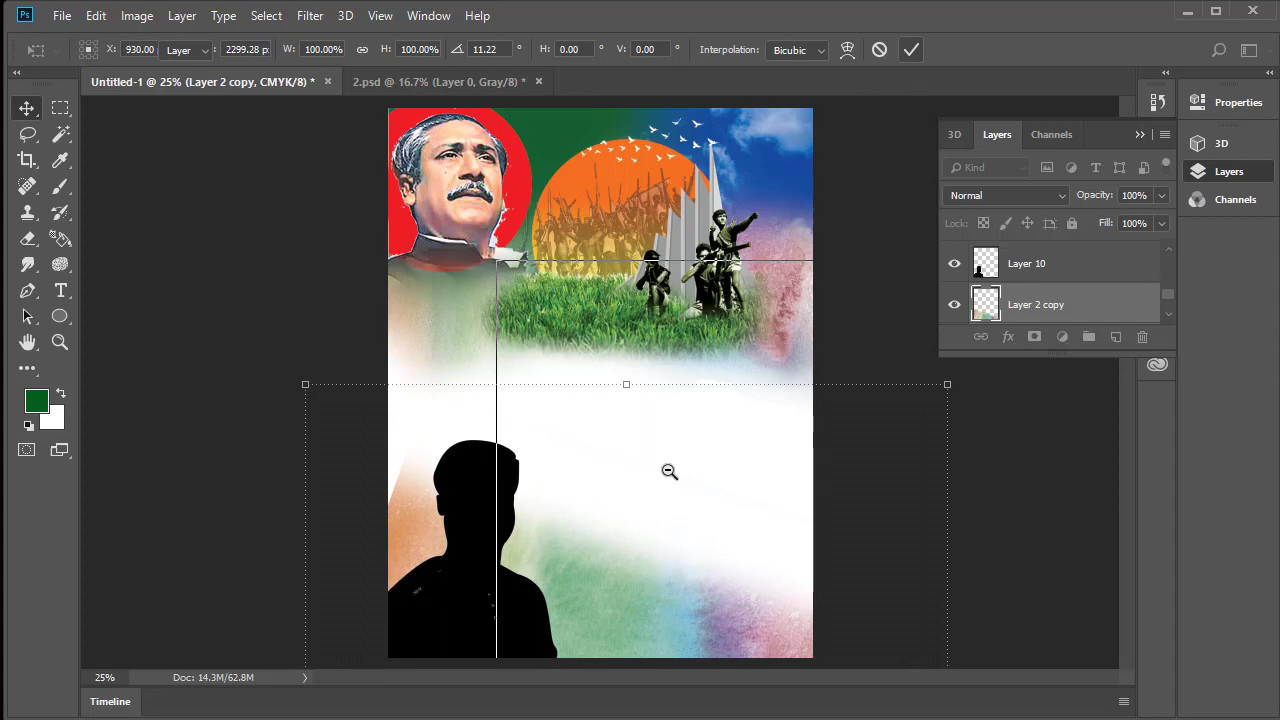 Ps File Edit Image Layer Type Select Filter 3D View Window Help
X: 930.00 Layer Y: 2299.28 px W: 100.00% H: 100.00% 11.22 ° H: 0.00 ° V: 0.00 ° Interpolation: Bicubic
Untitled-1 @ 25% (Layer 2 copy, CMYK/8) * × 2.psd @ 16.7% (Layer 0, Gray/8) * ×
Properties
3D Layers Channels
3D
Kind
Layers
Normal Opacity: 100%
Channels
Lock: Fill: 100%
Layer 10
Layer 2 copy
fx
T
25% Doc: 14.3M/62.8M
Timeline